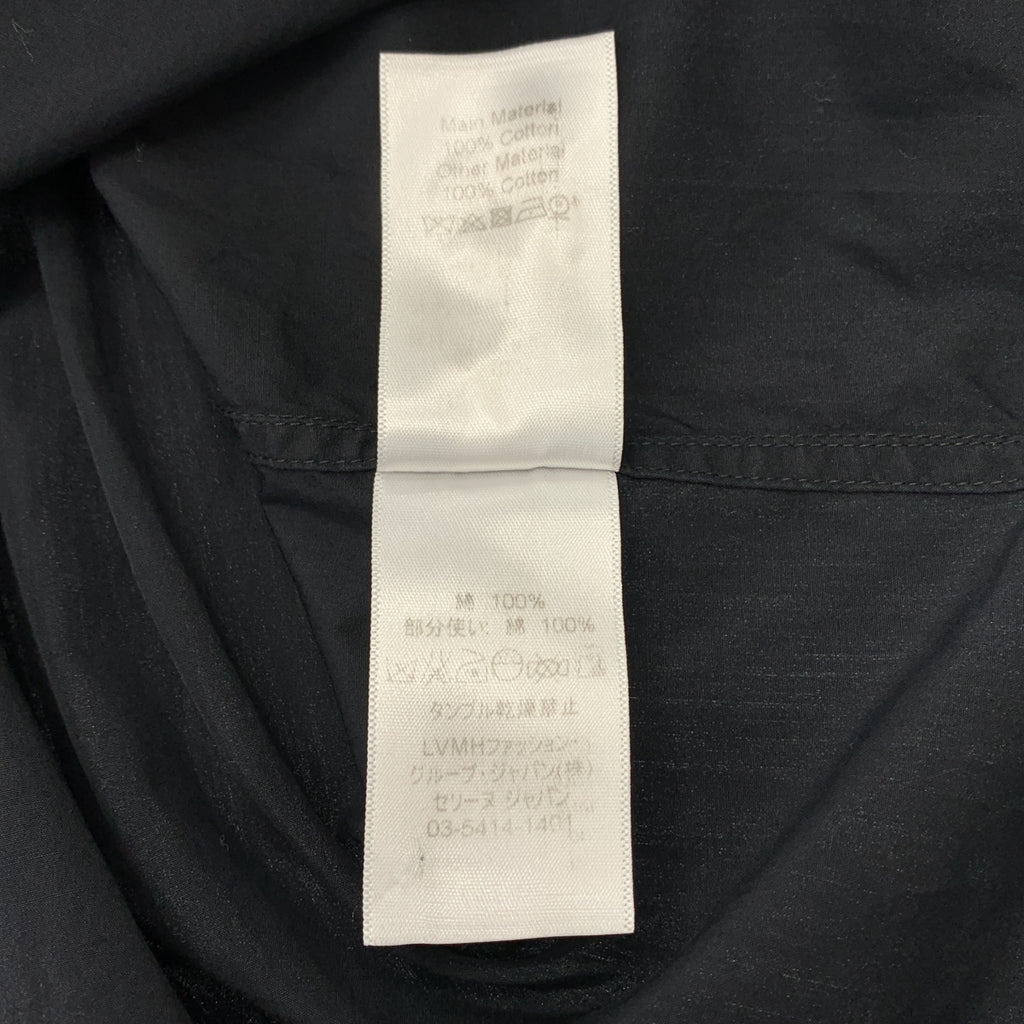 Main Material
100% Cotton
Other Material
100% Cotton
綿 100%
部分使い: 綿 100%
タンブル乾燥禁止
LVMHファッション・
グループ・ジャパン(株)
セリーヌ ジャパン
03-5414-1401